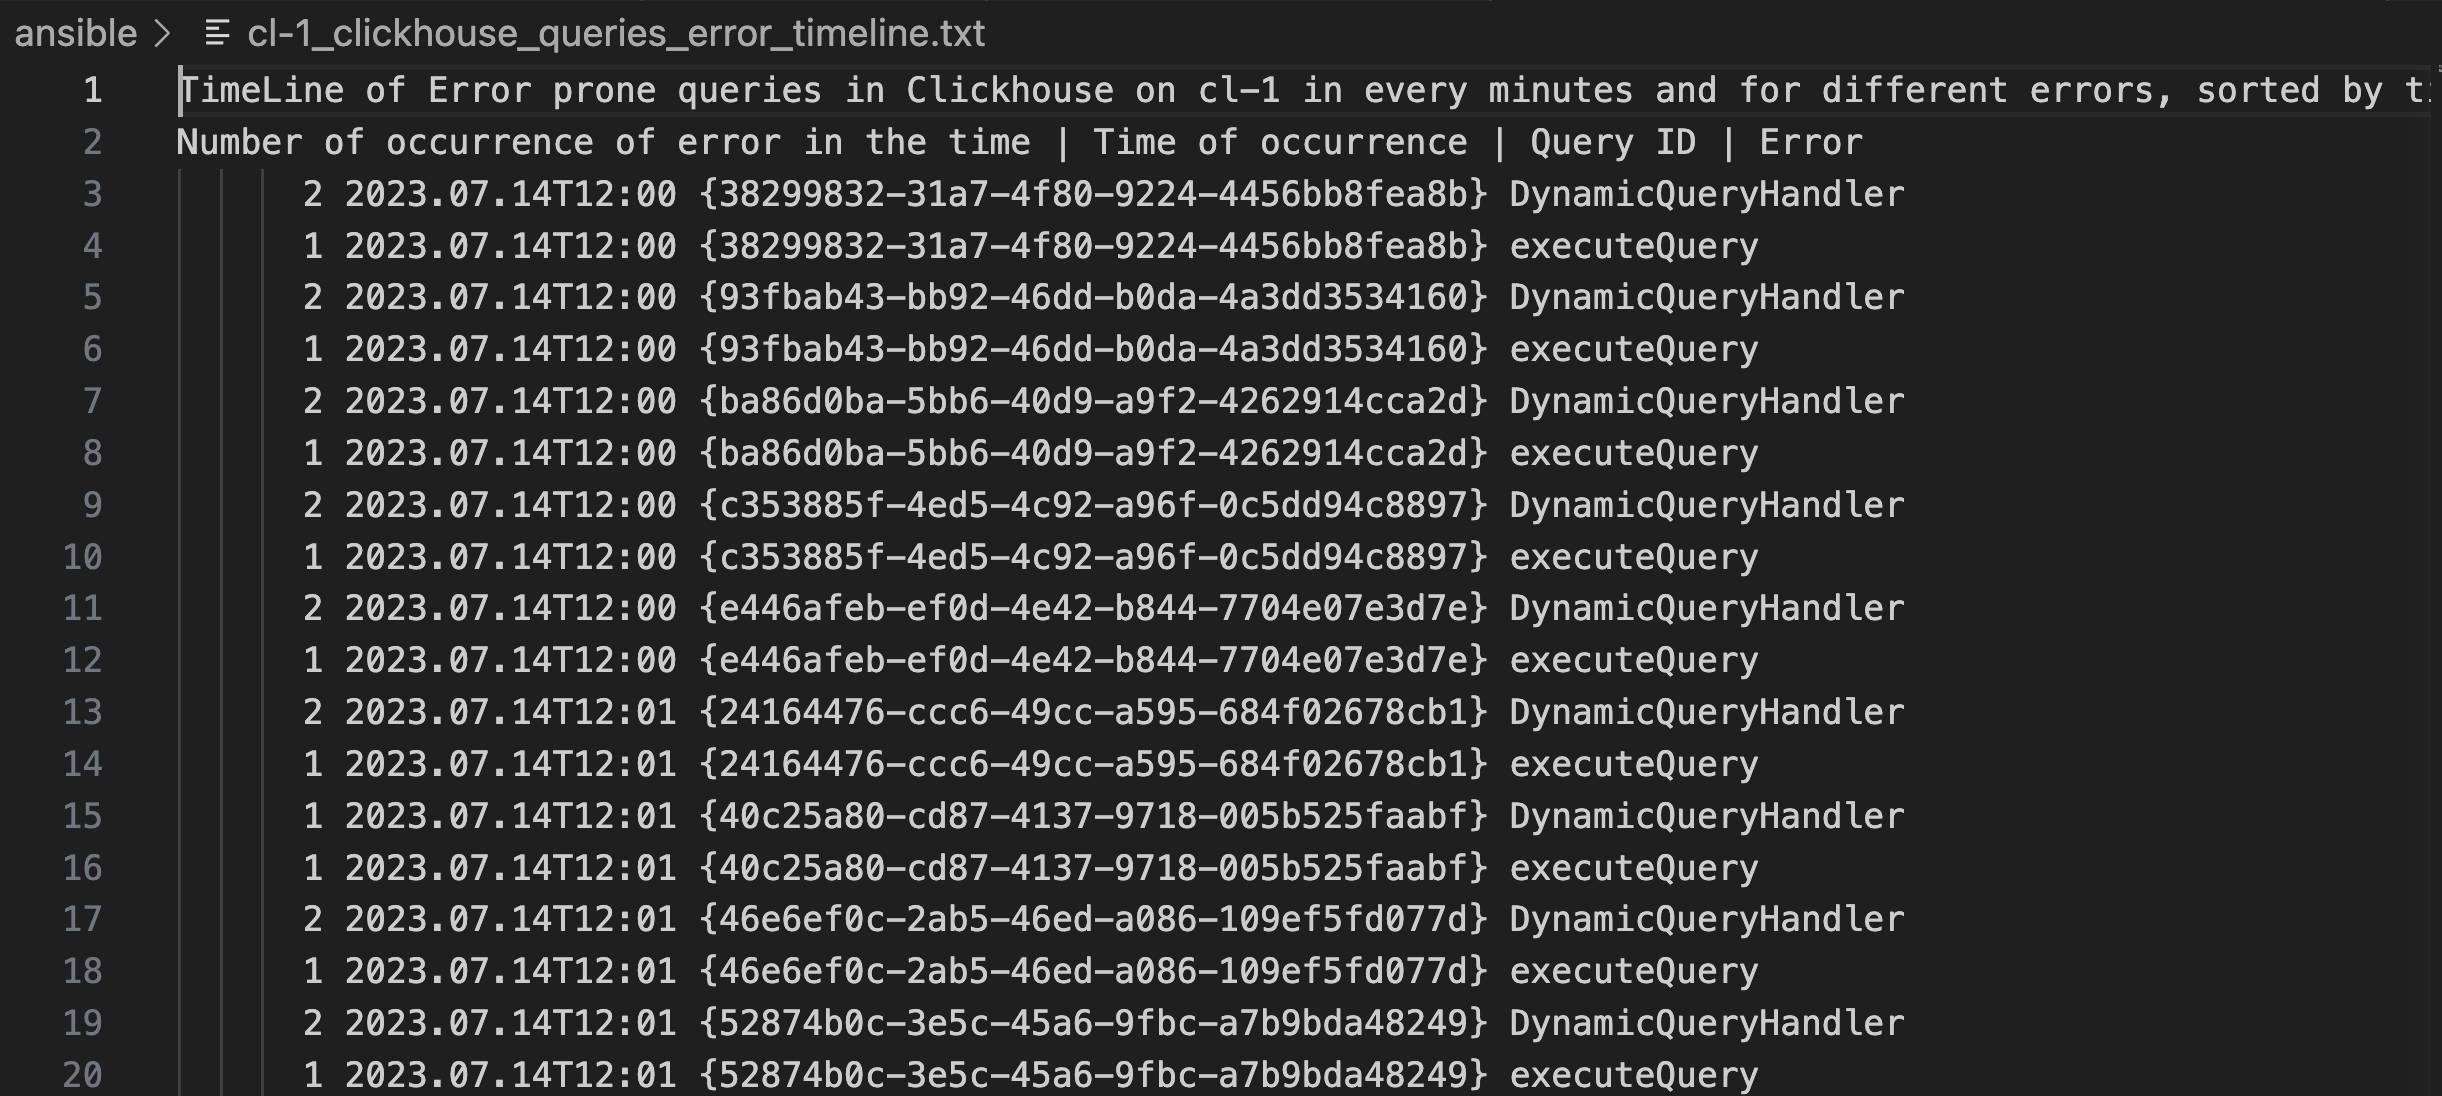 ansible > cl-1_clickhouse_queries_error_timeline.txt
1 TimeLine of Error prone queries in Clickhouse on cl-1 in every minutes and for different errors, sorted by
2 Number of occurrence of error in the time | Time of occurrence | Query ID | Error
3 2 2023.07.14T12:00 {38299832-31a7-4f80-9224-4456bb8fea8b} DynamicQueryHandler
4 1 2023.07.14T12:00 {38299832-31a7-4f80-9224-4456bb8fea8b} executeQuery
5 2 2023.07.14T12:00 {93fbab43-bb92-46dd-b0da-4a3dd3534160} DynamicQueryHandler
6 1 2023.07.14T12:00 {93fbab43-bb92-46dd-b0da-4a3dd3534160} executeQuery
7 2 2023.07.14T12:00 {ba86d0ba-5bb6-40d9-a9f2-4262914cca2d} DynamicQueryHandler
8 1 2023.07.14T12:00 {ba86d0ba-5bb6-40d9-a9f2-4262914cca2d} executeQuery
9 2 2023.07.14T12:00 {c353885f-4ed5-4c92-a96f-0c5dd94c8897} DynamicQueryHandler
10 1 2023.07.14T12:00 {c353885f-4ed5-4c92-a96f-0c5dd94c8897} executeQuery
11 2 2023.07.14T12:00 {e446afeb-ef0d-4e42-b844-7704e07e3d7e} DynamicQueryHandler
12 1 2023.07.14T12:00 {e446afeb-ef0d-4e42-b844-7704e07e3d7e} executeQuery
13 2 2023.07.14T12:01 {24164476-ccc6-49cc-a595-684f02678cb1} DynamicQueryHandler
14 1 2023.07.14T12:01 {24164476-ccc6-49cc-a595-684f02678cb1} executeQuery
15 1 2023.07.14T12:01 {40c25a80-cd87-4137-9718-005b525faabf} DynamicQueryHandler
16 1 2023.07.14T12:01 {40c25a80-cd87-4137-9718-005b525faabf} executeQuery
17 2 2023.07.14T12:01 {46e6ef0c-2ab5-46ed-a086-109ef5fd077d} DynamicQueryHandler
18 1 2023.07.14T12:01 {46e6ef0c-2ab5-46ed-a086-109ef5fd077d} executeQuery
19 2 2023.07.14T12:01 {52874b0c-3e5c-45a6-9fbc-a7b9bda48249} DynamicQueryHandler
20 1 2023.07.14T12:01 {52874b0c-3e5c-45a6-9fbc-a7b9bda48249} executeQuery